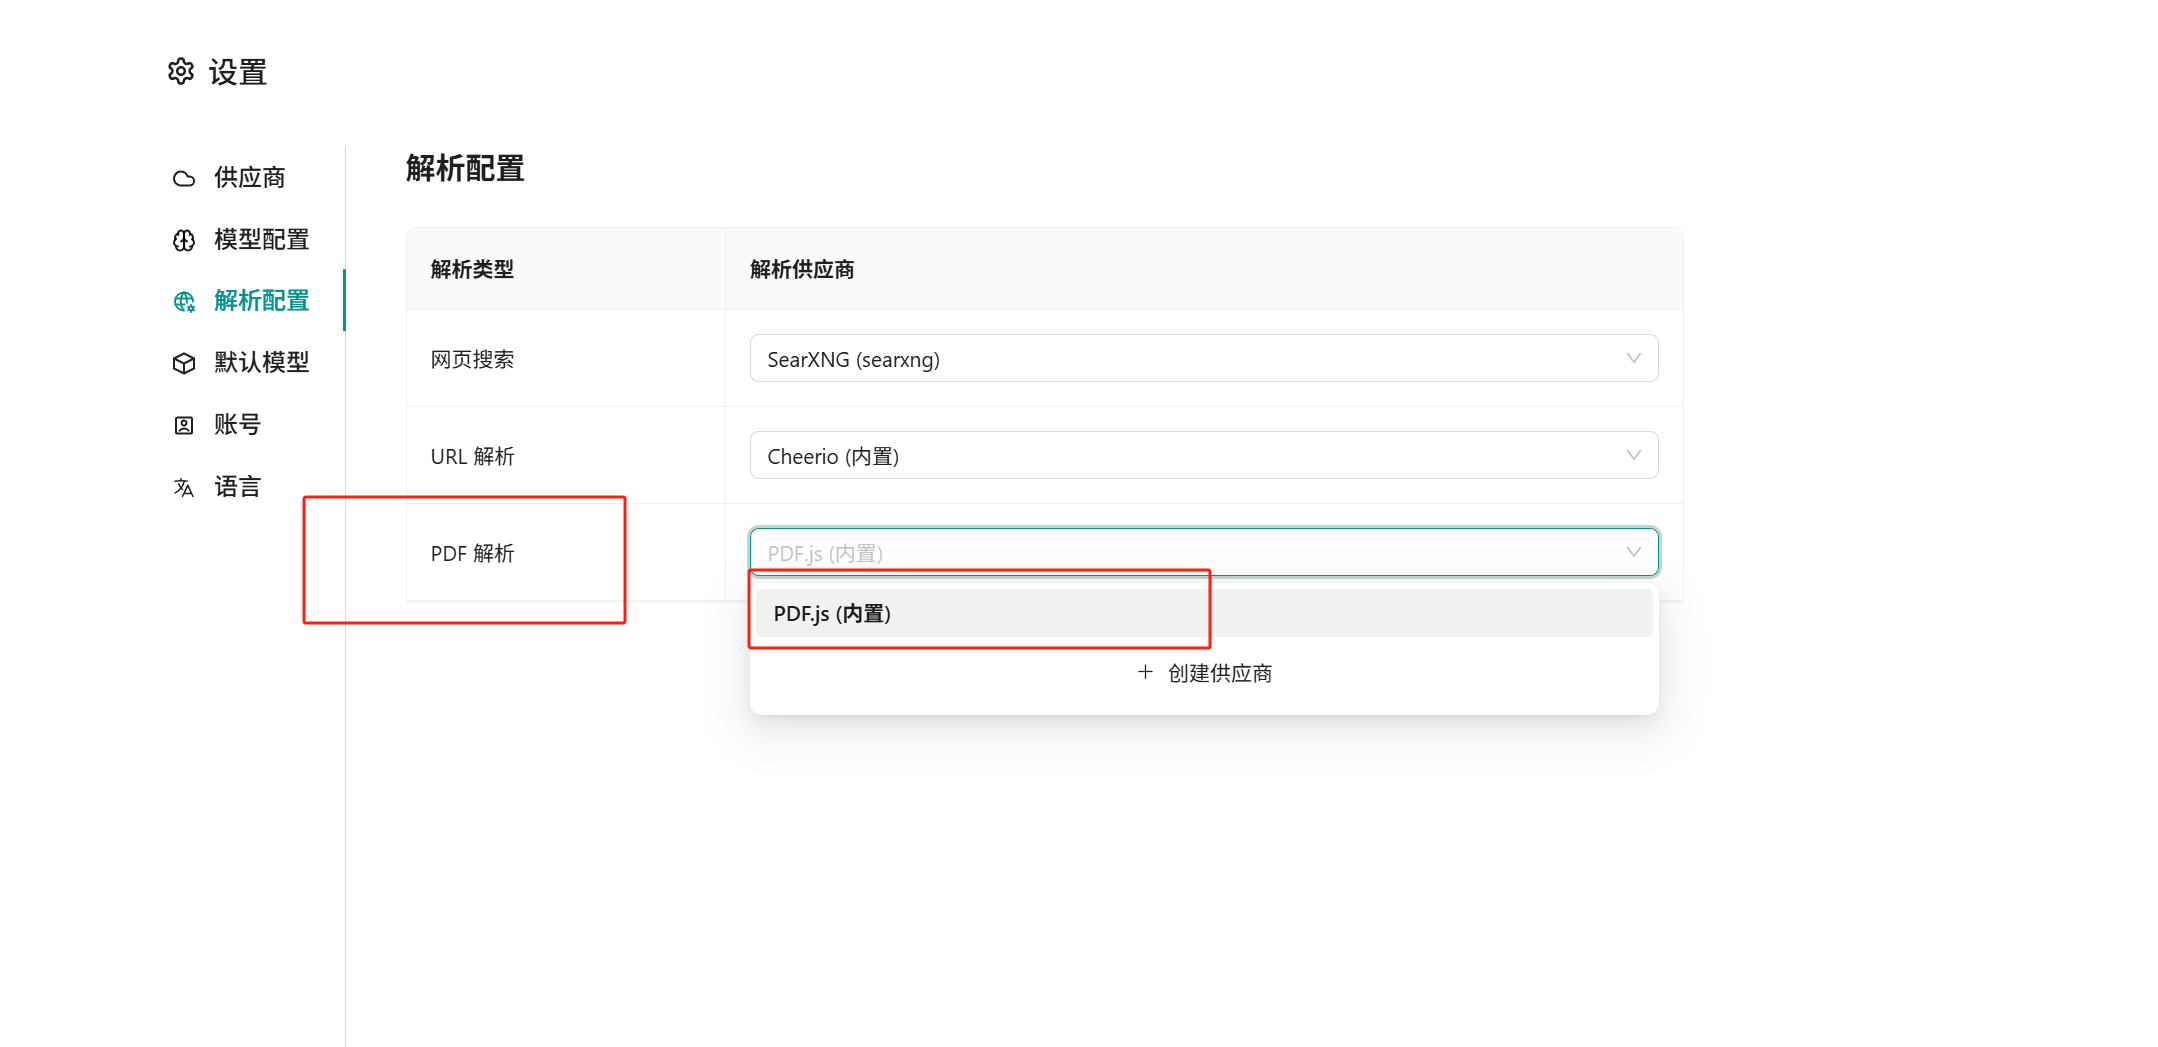 设置
供应商
模型配置
解析配置
默认模型
账号
语言
解析配置
解析类型
解析供应商
网页搜索
SearXNG (searxng)
URL 解析
Cheerio (内置)
PDF 解析
PDF.js (内置)
PDF.js (内置)
创建供应商